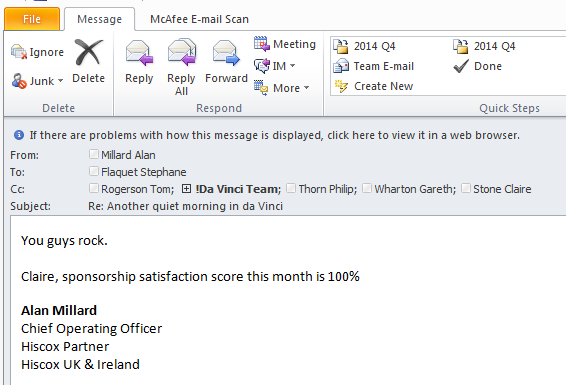 File Message McAfee E-mail Scan
Ignore
Junk
Delete
Delete
Reply
Reply All
Forward
Meeting
IM
More
Respond
2014 Q4
Team E-mail
Create New
2014 Q4
Done
Quick Steps
If there are problems with how this message is displayed, click here to view it in a web browser.
From: Millard Alan
To: Flaquet Stephane
Cc: Rogerson Tom; !Da Vinci Team; Thorn Philip; Wharton Gareth; Stone Claire
Subject: Re: Another quiet morning in da Vinci
You guys rock.
Claire, sponsorship satisfaction score this month is 100%
Alan Millard
Chief Operating Officer
Hiscox Partner
Hiscox UK & Ireland